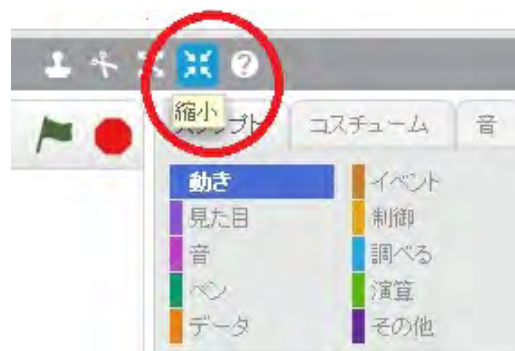 ?
縮小
スクリプト コスチューム 音
動き イベント
見た目 制御
音 調べる
ペン 演算
データ その他